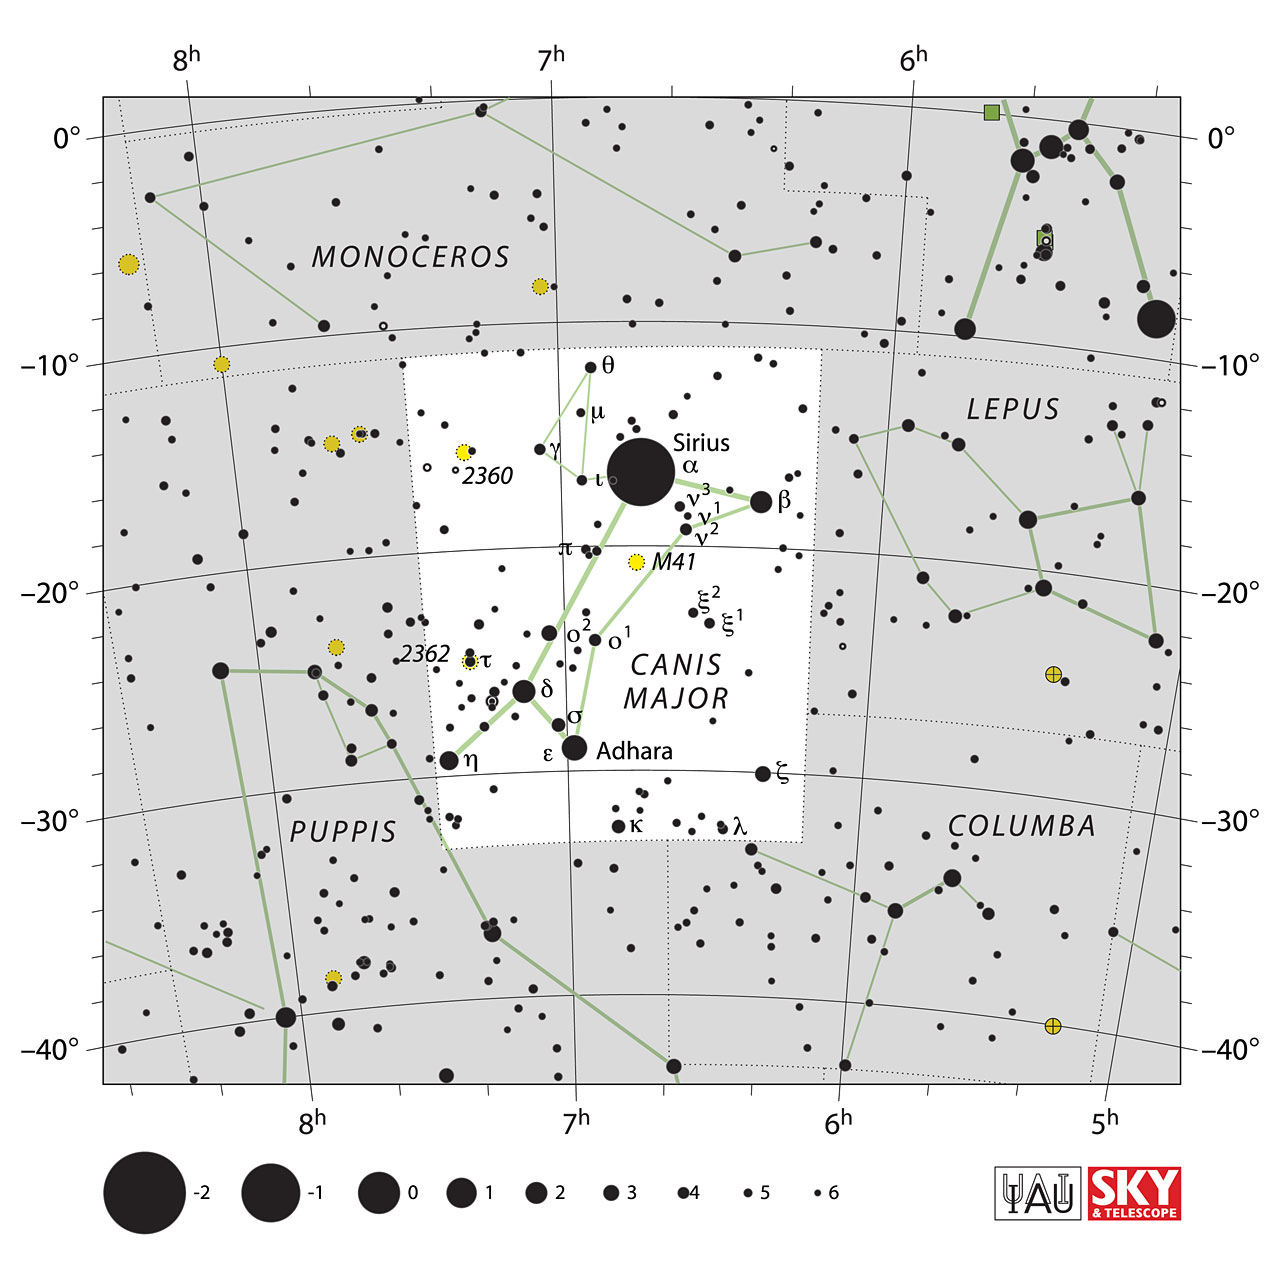 8h 7h 6h
0° 0°
MONOCEROS
−10° −10°
θ
LEPUS
μ
Sirius
γ α
2360 ι
ν3 β
ν1
ν2
π
M41
−20° −20°
ξ2
ξ1
ο2 ο1
2362 τ
CANIS
MAJOR
δ
σ
ε Adhara
η ζ
−30° −30°
PUPPIS κ λ COLUMBA
−40° −40°
8h 7h 6h 5h
-2 -1 0 1 2 3 4 5 6
IAU
SKY
& TELESCOPE